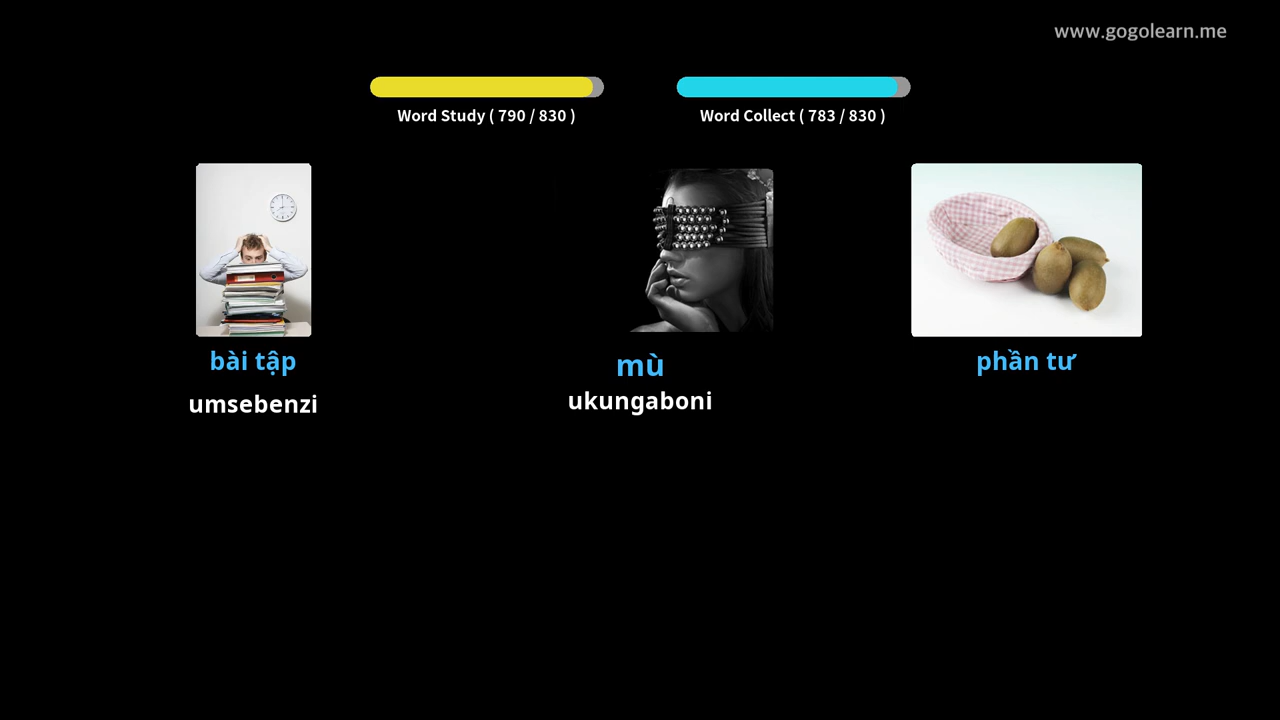 www.gogolearn.me
Word Study ( 790 / 830 )
Word Collect ( 783 / 830 )
bài tập
umsebenzi
mù
ukungaboni
phần tư